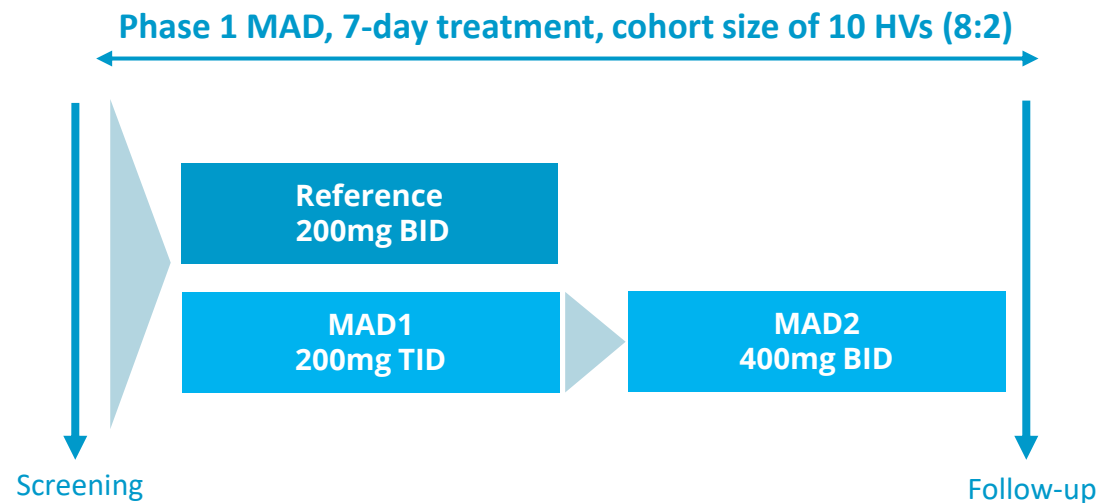 Phase 1 MAD, 7-day treatment, cohort size of 10 HVs (8:2)
Reference
200mg BID
MAD1
200mg TID
MAD2
400mg BID
Screening
Follow-up